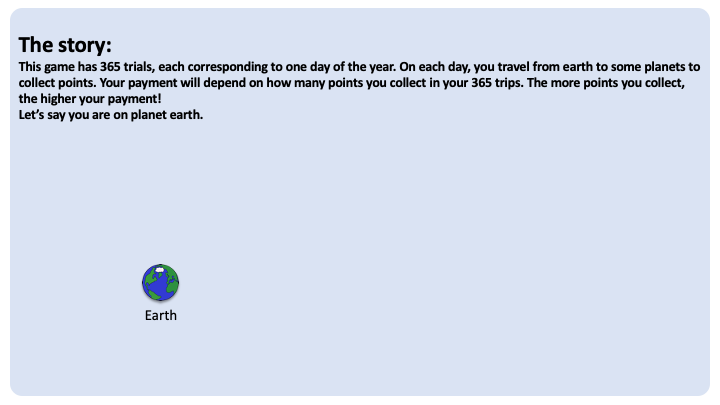 The story:
This game has 365 trials, each corresponding to one day of the year. On each day, you travel from earth to some planets to
collect points. Your payment will depend on how many points you collect in your 365 trips. The more points you collect,
the higher your payment!
Let’s say you are on planet earth.
Earth